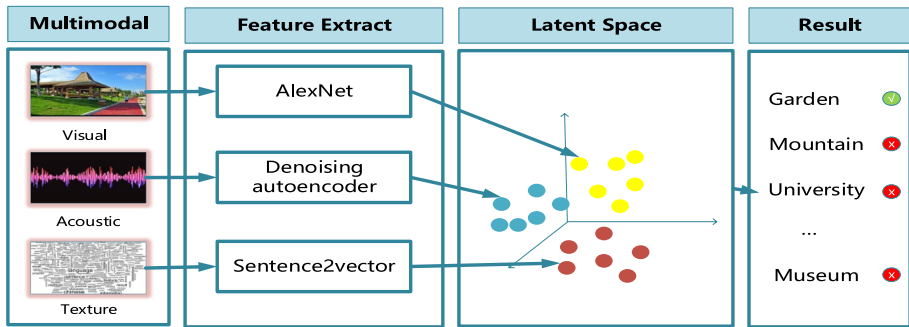 Multimodal
Feature Extract
Latent Space
Result
Visual
Acoustic
Texture
AlexNet
Denoising
autoencoder
Sentence2vector
Garden
Mountain
University
...
Museum